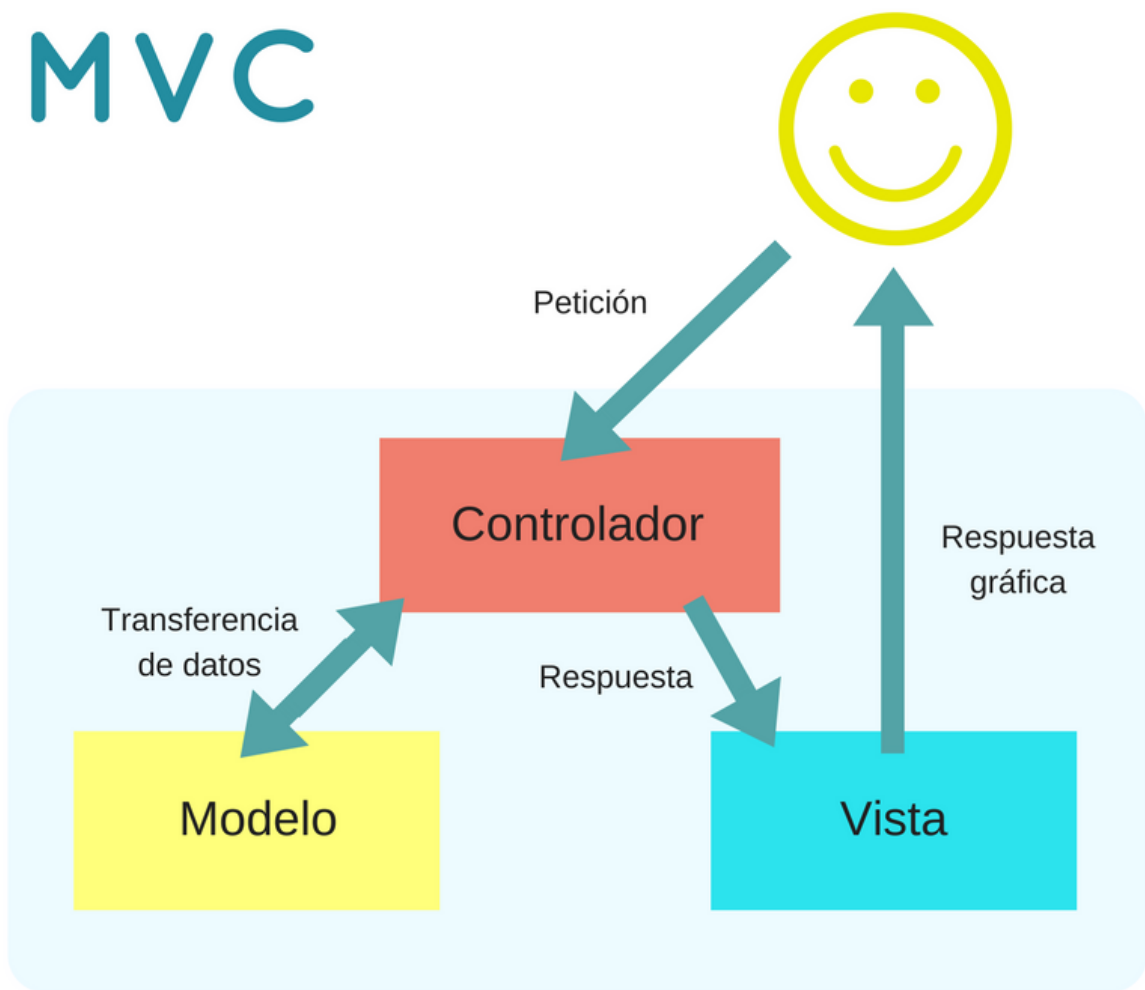 MVC
Petición
Controlador
Respuesta
gráfica
Transferencia
de datos
Respuesta
Modelo
Vista